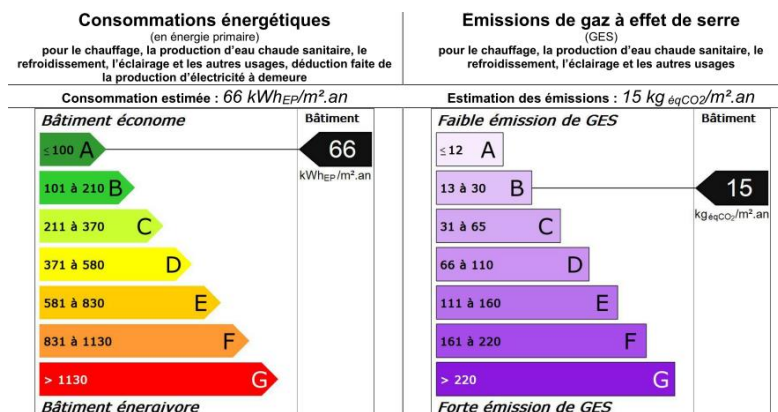 Consommations énergétiques
(en énergie primaire)
pour le chauffage, la production d'eau chaude sanitaire, le
refroidissement, l'éclairage et les autres usages, déduction faite de
la production d'électricité à demeure
Consommation estimée : 66 kWhEP/m².an
Bâtiment économe
Bâtiment
≤ 100 A
66
kWhEP/m².an
101 à 210 B
211 à 370 C
371 à 580 D
581 à 830 E
831 à 1130 F
> 1130 G
Bâtiment énergivore
Emissions de gaz à effet de serre
(GES)
pour le chauffage, la production d'eau chaude sanitaire, le
refroidissement, l'éclairage et les autres usages
Estimation des émissions : 15 kg éqCO2/m².an
Faible émission de GES
Bâtiment
≤ 12 A
13 à 30 B
15
kgéqCO2/m².an
31 à 65 C
66 à 110 D
111 à 160 E
161 à 220 F
> 220 G
Forte émission de GES